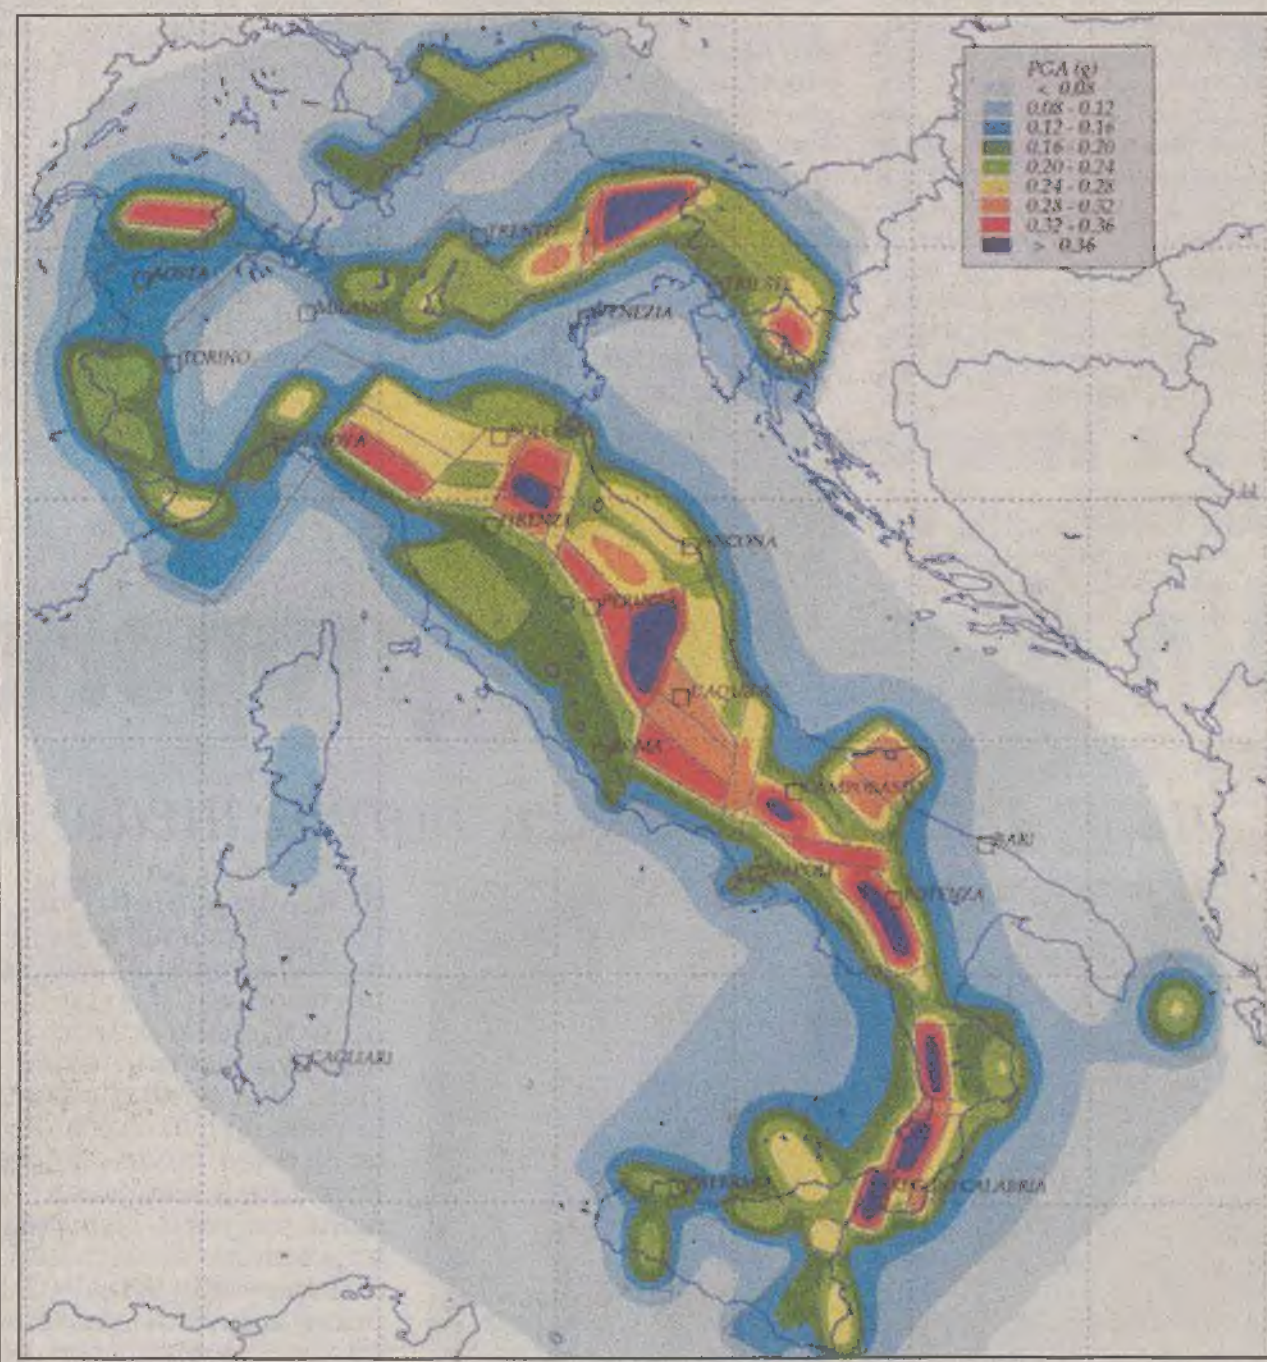 PGA (g)
< 0.08
0.08 - 0.12
0.12 - 0.16
0.16 - 0.20
0.20 - 0.24
0.24 - 0.28
0.28 - 0.32
0.32 - 0.36
> 0.36
TRENTO
AOSTA
TRIESTE
MILANO
VENEZIA
TORINO
FIRENZE
ANCONA
L'AQUILA
ROMA
CAMPOBASSO
BARI
NAPOLI
POTENZA
CAGLIARI
PALERMO
CALABRIA